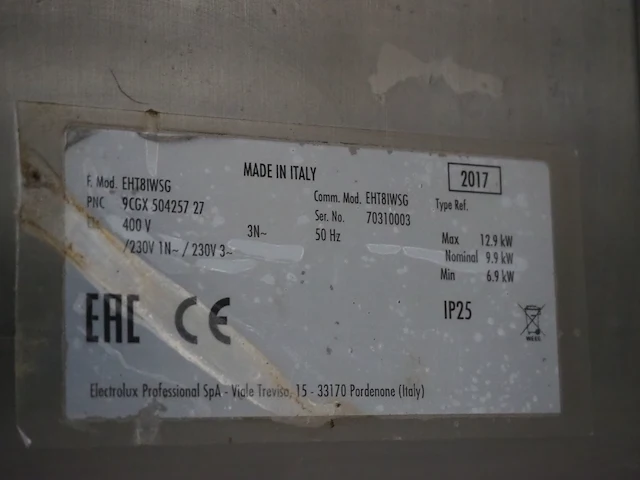 MADE IN ITALY
2017
F. Mod. EHT8IWSG
Comm. Mod. EHT8IWSG
Type Ref.
PNC 9CGX 504257 27
Ser. No. 70310003
Ele. 400 V 3N~ 50 Hz
/230V 1N~ / 230V 3~
Max 12.9 kW
Nominal 9.9 kW
Min 6.9 kW
EAC CE
IP25
Electrolux Professional SpA - Viale Treviso, 15 - 33170 Pordenone (Italy)